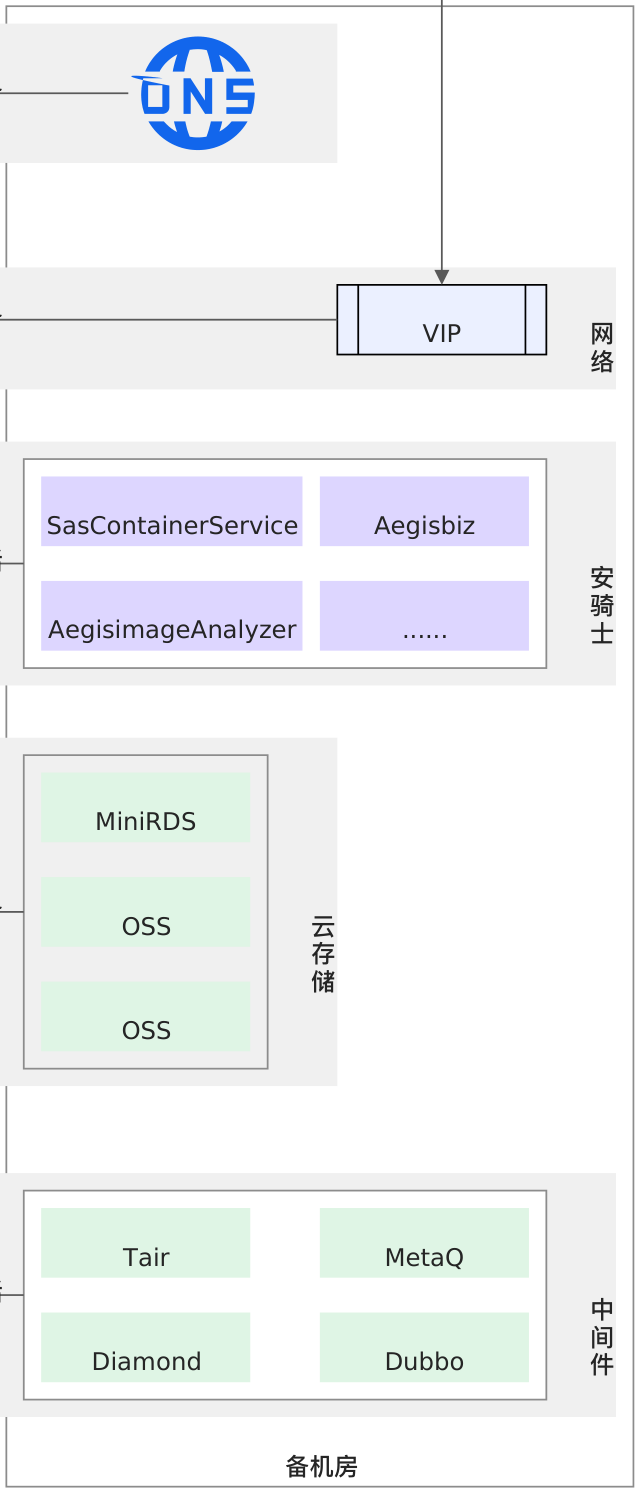 DNS
VIP
网络
SasContainerService
Aegisbiz
AegisimageAnalyzer
......
安骑士
MiniRDS
OSS
OSS
云存储
Tair
MetaQ
Diamond
Dubbo
中间件
备机房